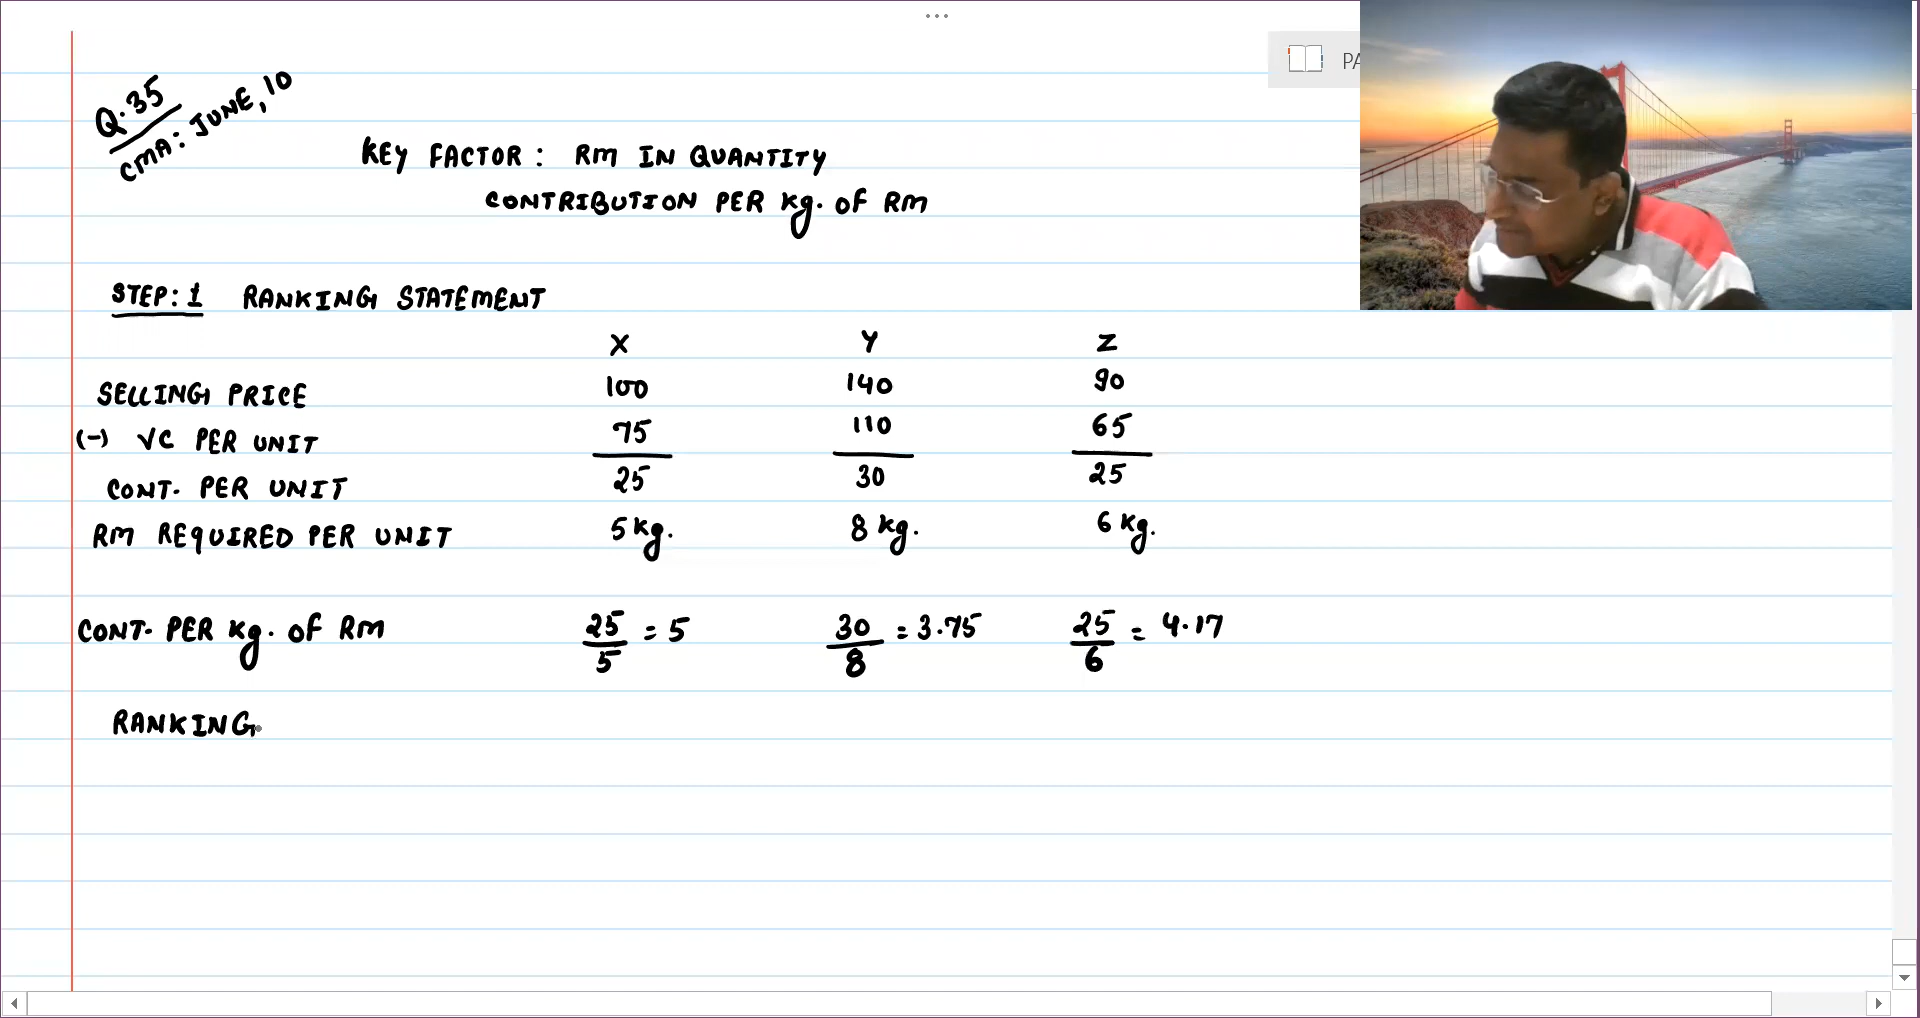 Q.35
CMA: JUNE, 10
PA
KEY FACTOR: RM IN QUANTITY
CONTRIBUTION PER kg. OF RM
STEP:1 RANKING STATEMENT
X Y Z
SELLING PRICE 100 140 90
(-) VC PER UNIT 75 110 65
CONT. PER UNIT 25 30 25
RM REQUIRED PER UNIT 5 kg. 8 kg. 6 kg.
CONT. PER kg. OF RM 25/5 = 5 30/8 = 3.75 25/6 = 4.17
RANKING